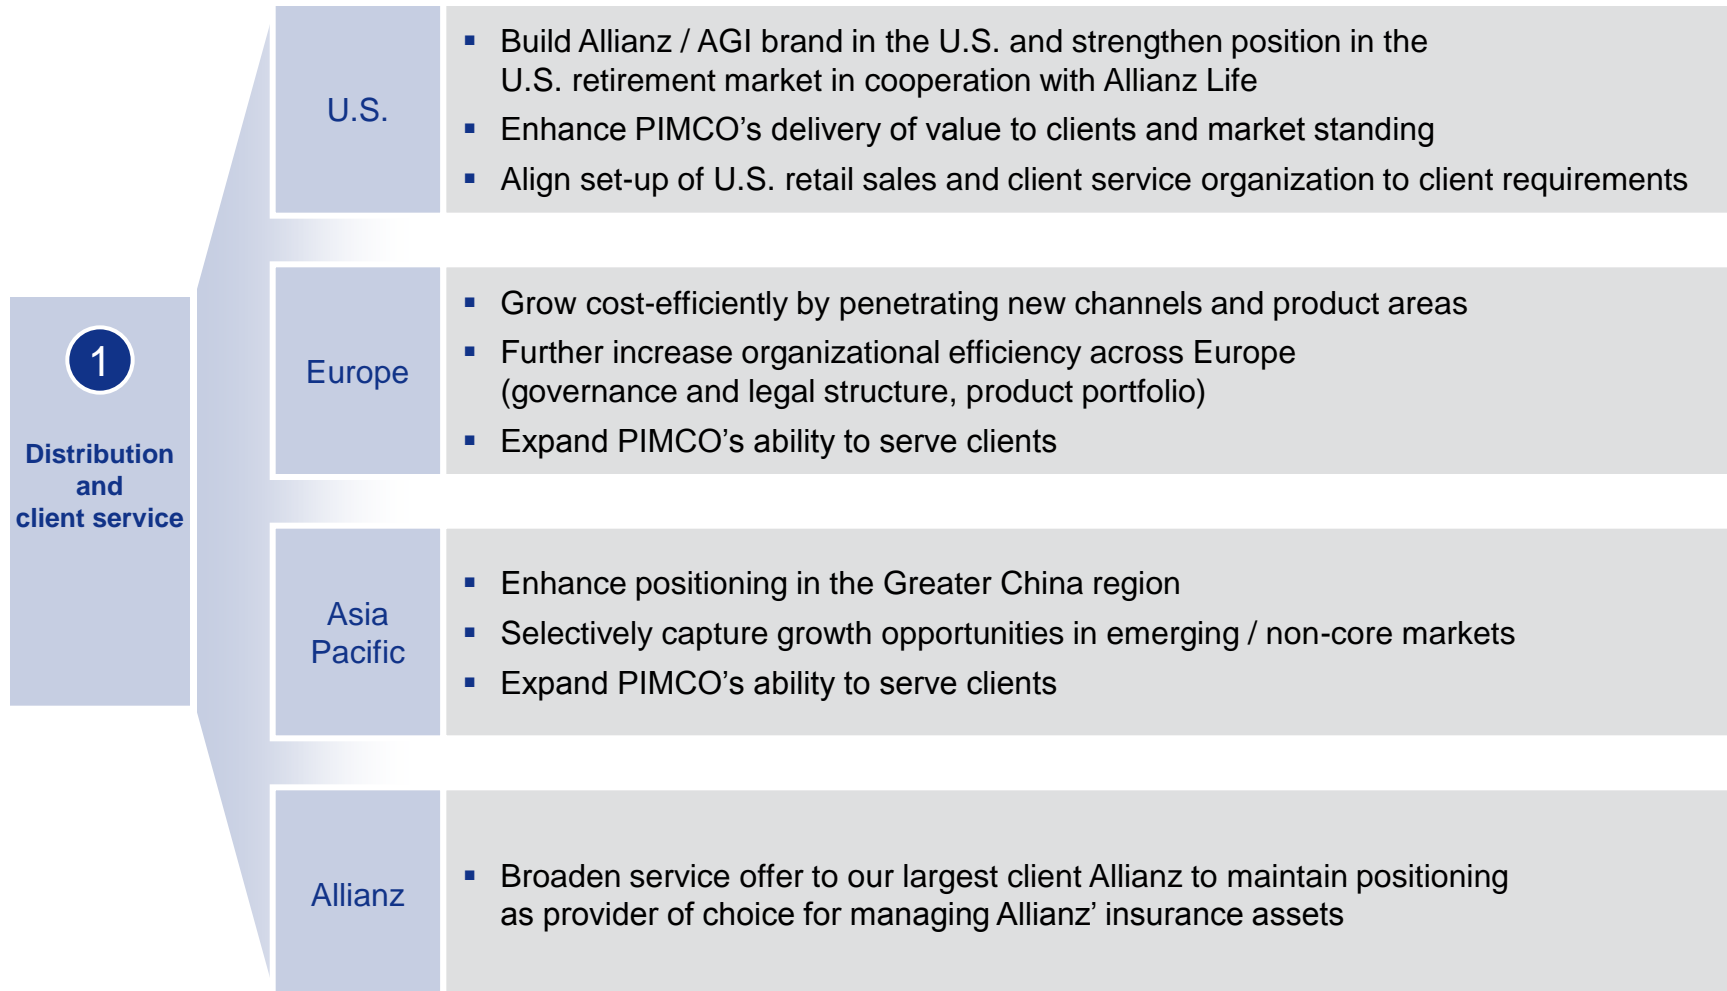 1
Distribution
and
client service
U.S.
▪ Build Allianz / AGI brand in the U.S. and strengthen position in the
U.S. retirement market in cooperation with Allianz Life
▪ Enhance PIMCO’s delivery of value to clients and market standing
▪ Align set-up of U.S. retail sales and client service organization to client requirements
Europe
▪ Grow cost-efficiently by penetrating new channels and product areas
▪ Further increase organizational efficiency across Europe
(governance and legal structure, product portfolio)
▪ Expand PIMCO’s ability to serve clients
Asia
Pacific
▪ Enhance positioning in the Greater China region
▪ Selectively capture growth opportunities in emerging / non-core markets
▪ Expand PIMCO’s ability to serve clients
Allianz
▪ Broaden service offer to our largest client Allianz to maintain positioning
as provider of choice for managing Allianz’ insurance assets